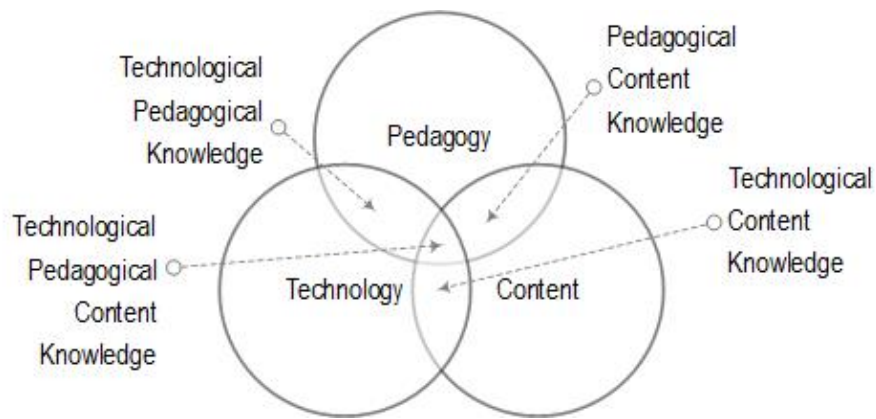 Technological
Pedagogical
Knowledge
Pedagogical
Content
Knowledge
Pedagogy
Technological
Content
Knowledge
Technological
Pedagogical
Content
Knowledge
Technology
Content